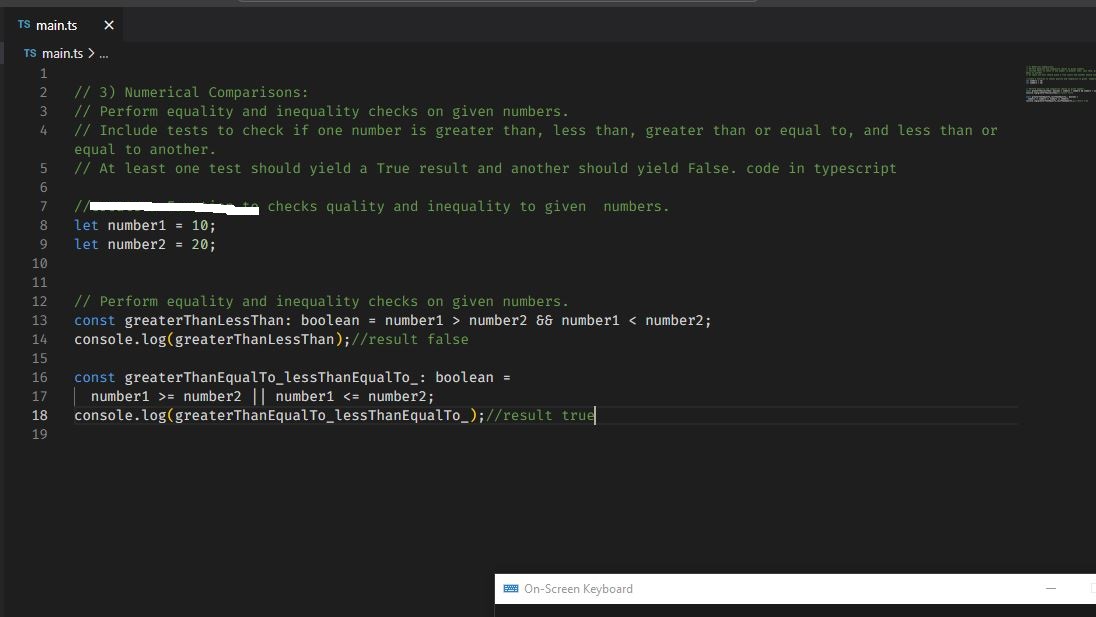 TS main.ts ×
TS main.ts > ...
1
2 // 3) Numerical Comparisons:
3 // Perform equality and inequality checks on given numbers.
4 // Include tests to check if one number is greater than, less than, greater than or equal to, and less than or
equal to another.
5 // At least one test should yield a True result and another should yield False. code in typescript
6
7 // to checks quality and inequality to given  numbers.
8 let number1 = 10;
9 let number2 = 20;
10
11
12 // Perform equality and inequality checks on given numbers.
13 const greaterThanLessThan: boolean = number1 > number2 && number1 < number2;
14 console.log(greaterThanLessThan);//result false
15
16 const greaterThanEqualTo_lessThanEqualTo_: boolean =
17 number1 >= number2 || number1 <= number2;
18 console.log(greaterThanEqualTo_lessThanEqualTo_);//result true
19
On-Screen Keyboard